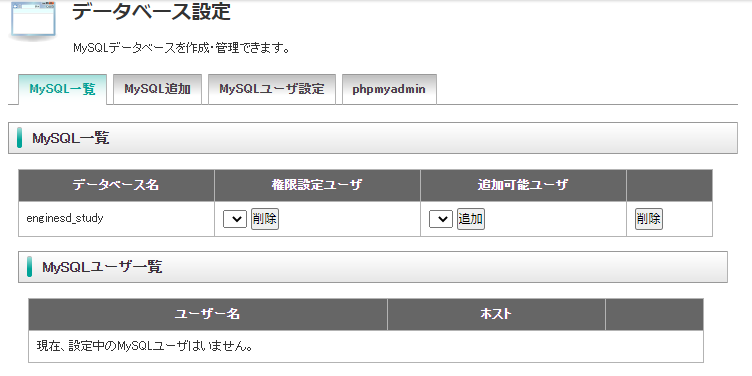 データベース設定
MySQLデータベースを作成・管理できます。
MySQL一覧 MySQL追加 MySQLユーザ設定 phpmyadmin
MySQL一覧
データベース名 権限設定ユーザ 追加可能ユーザ
enginesd_study 削除 追加 削除
MySQLユーザ一覧
ユーザー名 ホスト
現在、設定中のMySQLユーザはいません。